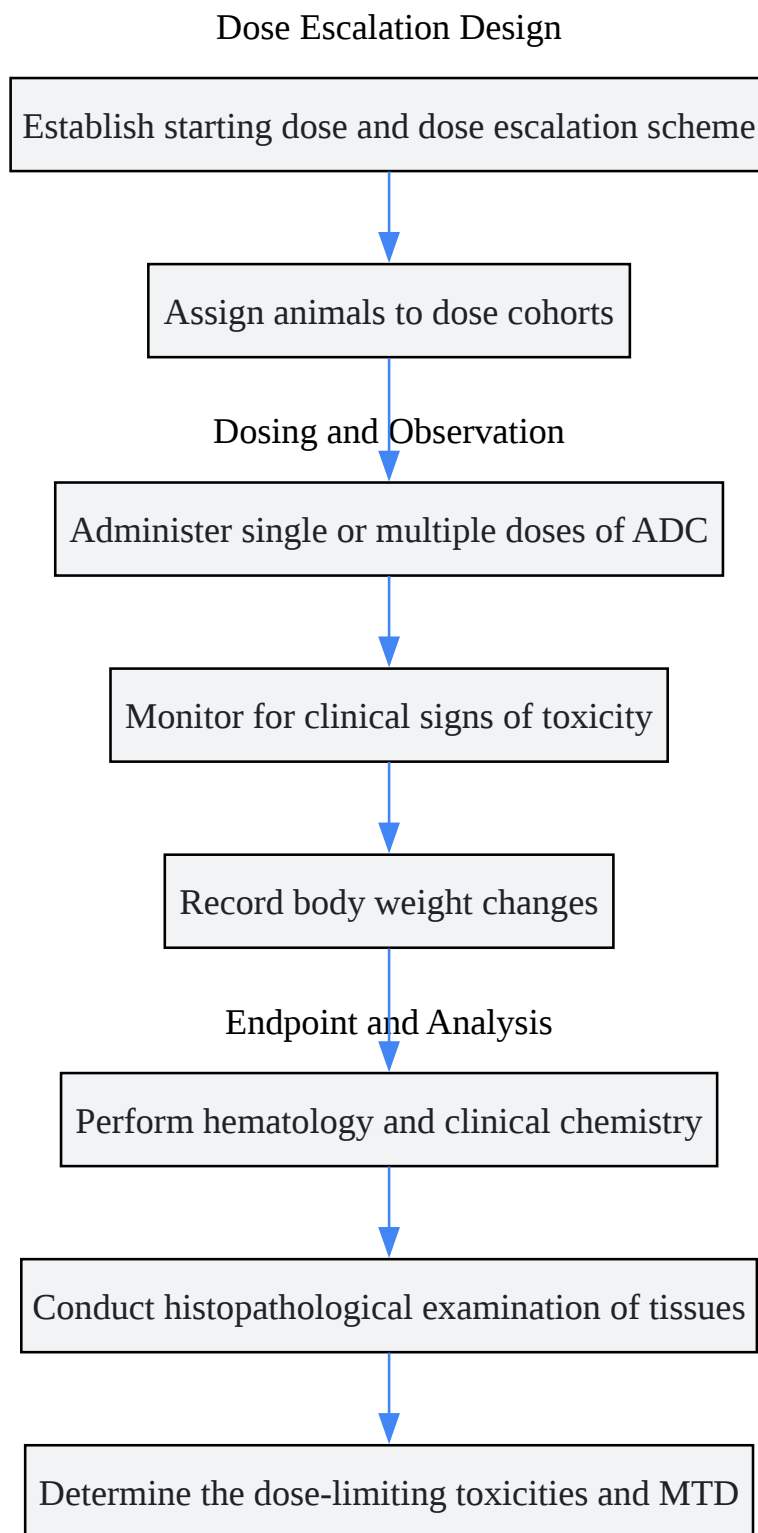 Dose Escalation Design
Establish starting dose and dose escalation scheme
Assign animals to dose cohorts
Dosing and Observation
Administer single or multiple doses of ADC
Monitor for clinical signs of toxicity
Record body weight changes
Endpoint and Analysis
Perform hematology and clinical chemistry
Conduct histopathological examination of tissues
Determine the dose-limiting toxicities and MTD